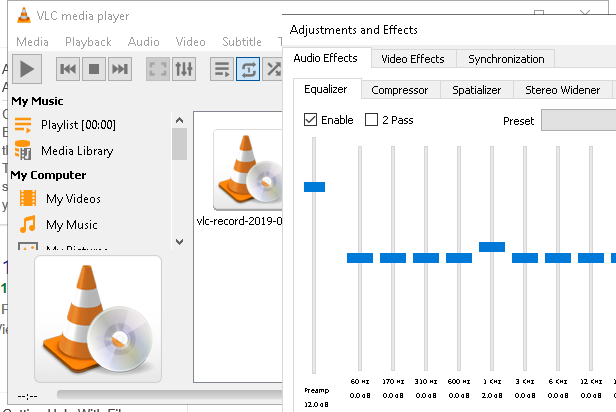 VLC media player
Media Playback Audio Video Subtitle
My Music
Playlist [00:00]
Media Library
My Computer
My Videos
My Music
My Pictures
vlc-record-2019-0
--:--
Adjustments and Effects
Audio Effects Video Effects Synchronization
Equalizer Compressor Spatializer Stereo Widener
Enable 2 Pass Preset
60 Hz 170 Hz 310 Hz 600 Hz 1 KHz 3 KHz 6 KHz 12 KHz
Preamp 0.0 dB 0.0 dB 0.0 dB 0.0 dB 2.0 dB 0.0 dB 0.0 dB 0.0 dB
12.0 dB